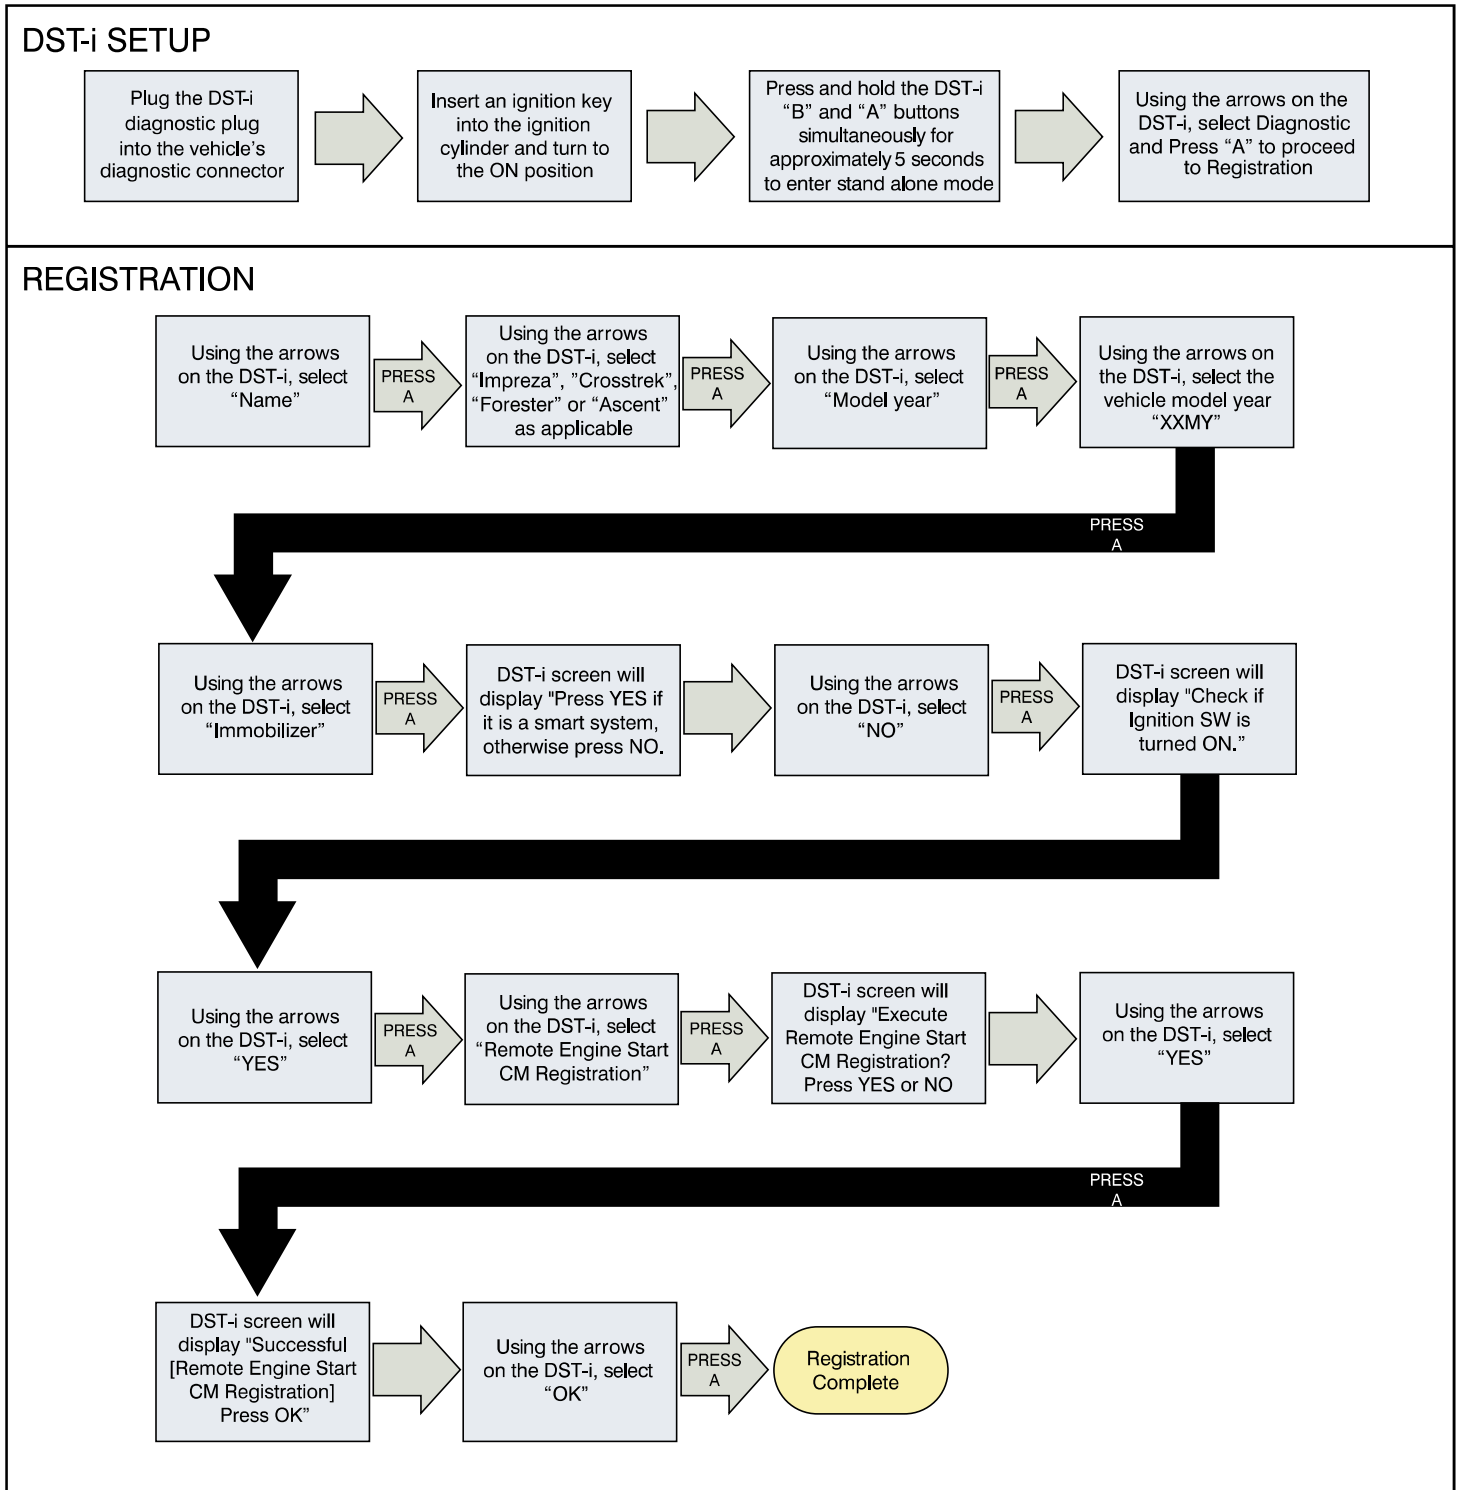 DST-i SETUP
Plug the DST-i
diagnostic plug
into the vehicle's
diagnostic connector
Insert an ignition key
into the ignition
cylinder and turn to
the ON position
Press and hold the DST-i
“B” and “A” buttons
simultaneously for
approximately 5 seconds
to enter stand alone mode
Using the arrows on the
DST-i, select Diagnostic
and Press “A” to proceed
to Registration
REGISTRATION
Using the arrows
on the DST-i, select
“Name”
PRESS
A
Using the arrows
on the DST-i, select
“Impreza”, ”Crosstrek”,
“Forester” or “Ascent”
as applicable
PRESS
A
Using the arrows
on the DST-i, select
“Model year”
PRESS
A
Using the arrows on
the DST-i, select the
vehicle model year
“XXMY”
PRESS
A
Using the arrows
on the DST-i, select
“Immobilizer”
PRESS
A
DST-i screen will
display "Press YES if
it is a smart system,
otherwise press NO.
Using the arrows
on the DST-i, select
“NO”
PRESS
A
DST-i screen will
display "Check if
Ignition SW is
turned ON.”
Using the arrows
on the DST-i, select
“YES”
PRESS
A
Using the arrows
on the DST-i, select
“Remote Engine Start
CM Registration”
PRESS
A
DST-i screen will
display "Execute
Remote Engine Start
CM Registration?
Press YES or NO
Using the arrows
on the DST-i, select
“YES”
PRESS
A
DST-i screen will
display "Successful
[Remote Engine Start
CM Registration]
Press OK”
Using the arrows
on the DST-i, select
“OK”
PRESS
A
Registration
Complete